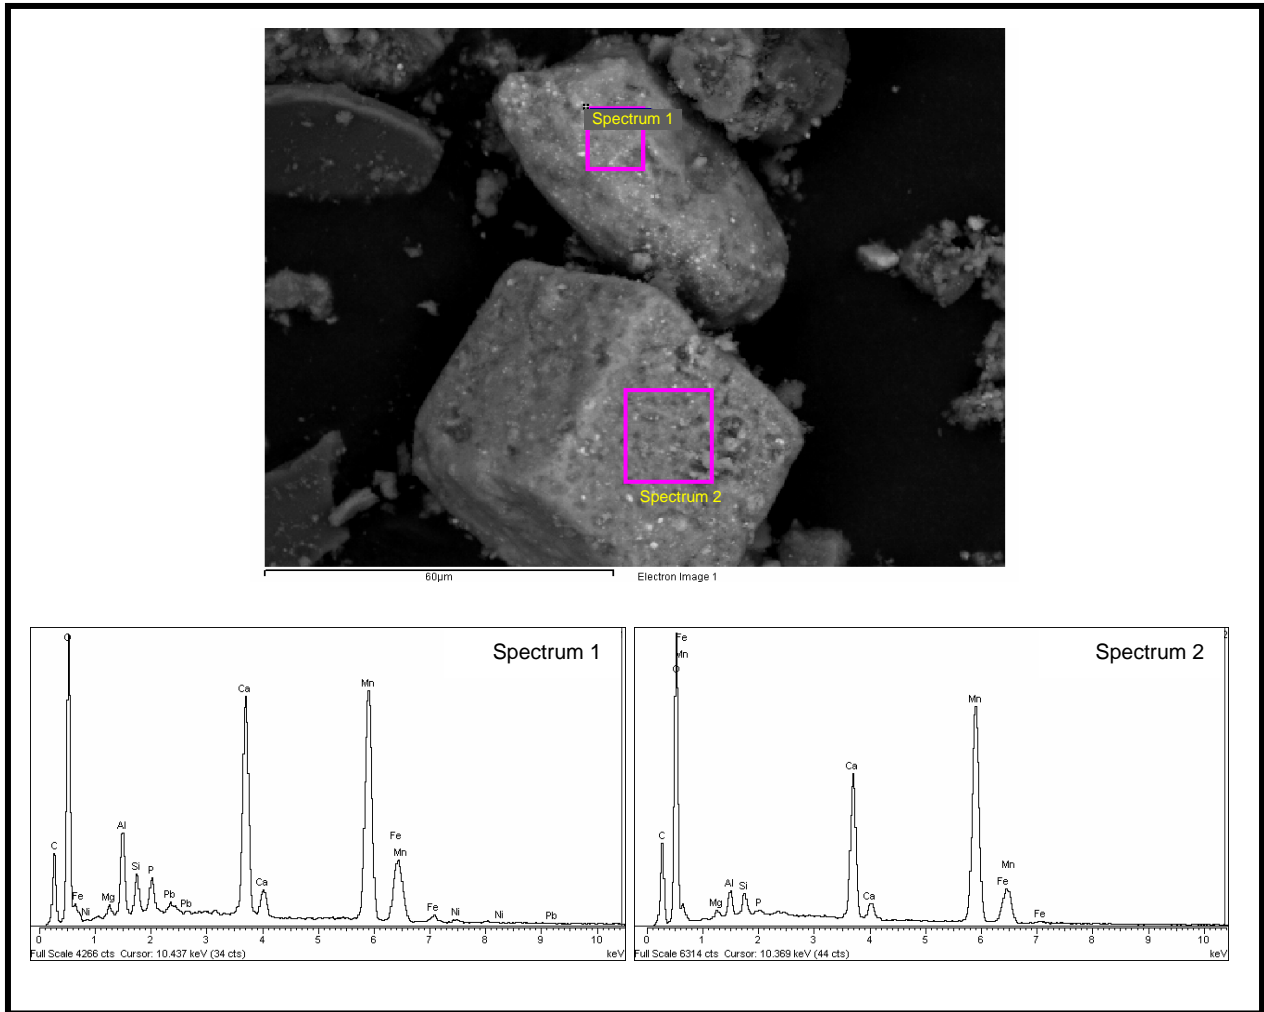 Spectrum 1
Spectrum 2
60µm
Electron Image 1
Spectrum 1
O
Mn
Ca
C
Al
Fe
Si
P
Mn
Fe
Ni
Mg
Pb
Pb
Ca
Fe
Ni
Ni
Pb
0 1 2 3 4 5 6 7 8 9 10
Full Scale 4266 cts Cursor: 10.437 keV (34 cts)
keV
Spectrum 2
Fe
Mn
O
Mn
Ca
C
Mn
Al
Si
Fe
Mg
P
Ca
Fe
0 1 2 3 4 5 6 7 8 9 10
Full Scale 6314 cts Cursor: 10.369 keV (44 cts)
keV